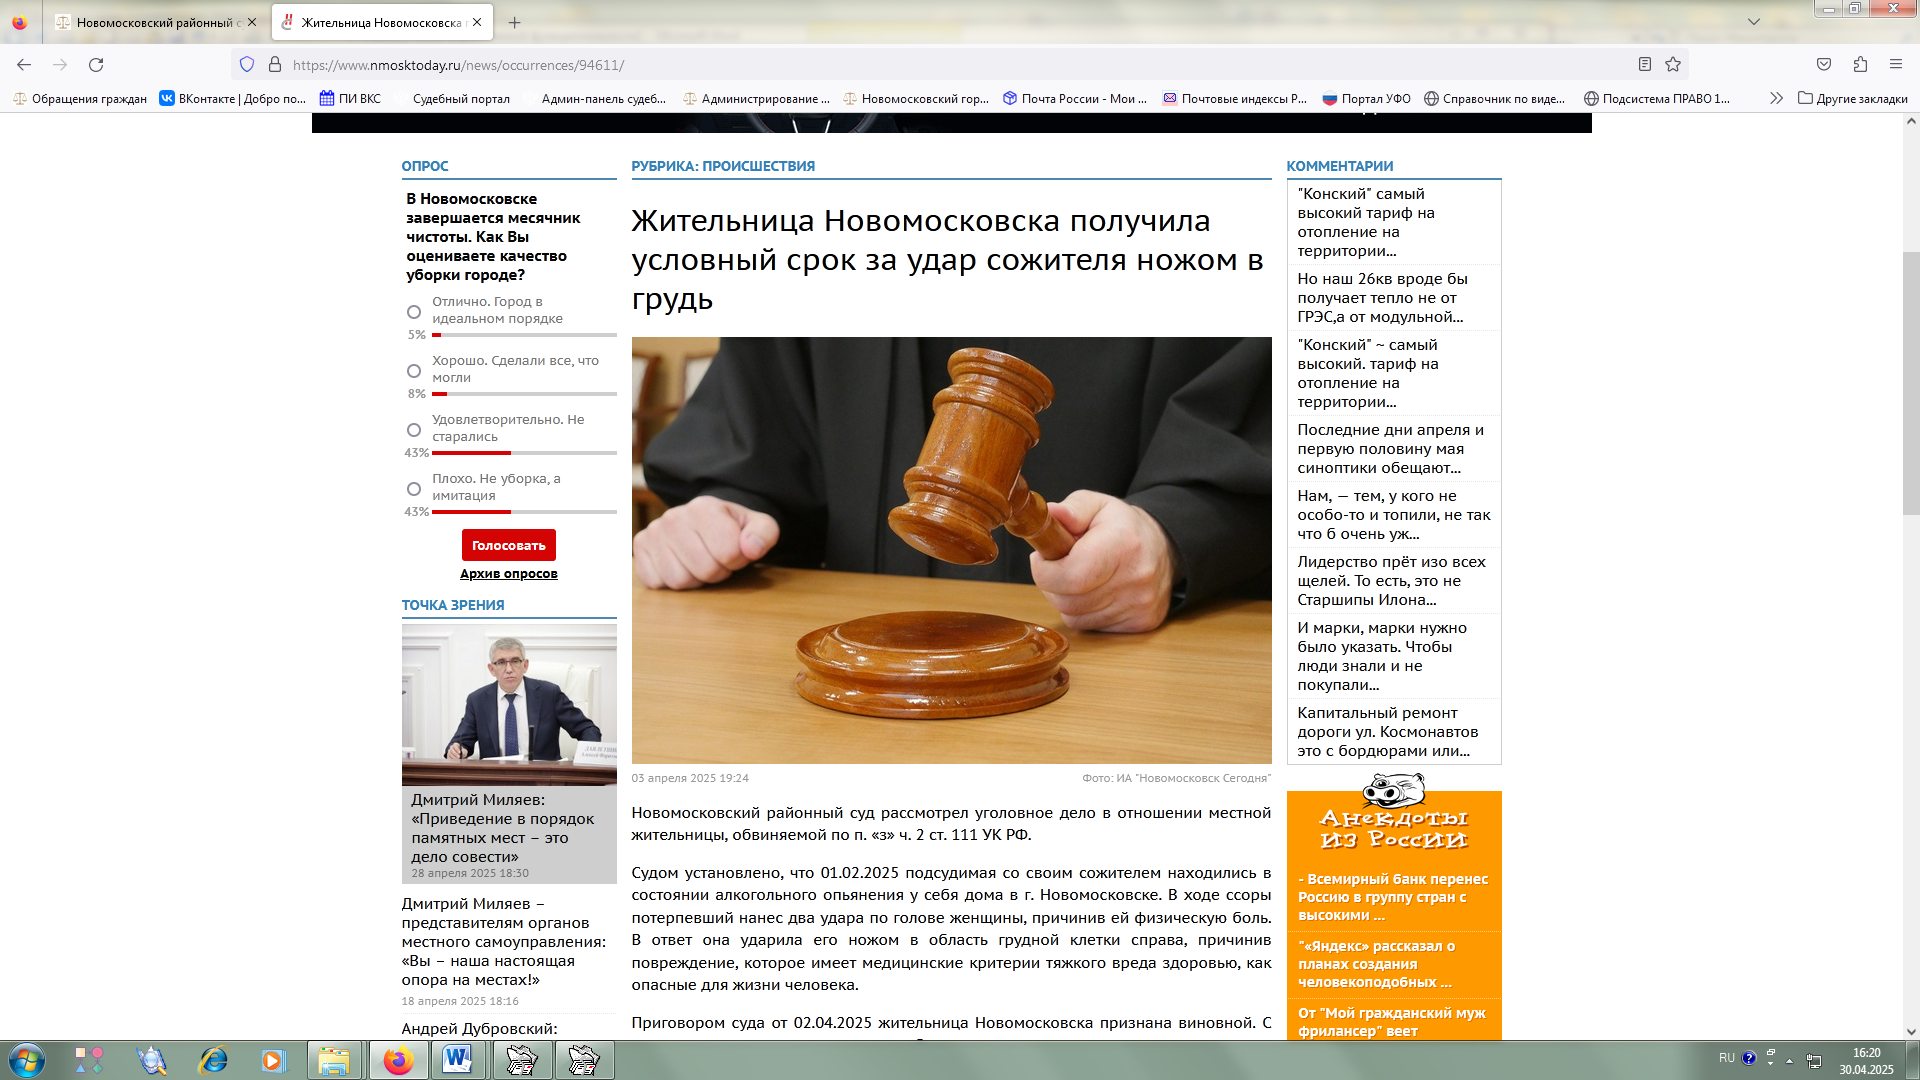 Новомосковский районный с
Жительница Новомосковска п
https://www.nmosktoday.ru/news/occurrences/94611/
Обращения граждан
ВКонтакте | Добро по...
ПИ ВКС
Судебный портал
Админ-панель судеб...
Администрирование ...
Новомосковский гор...
Почта России - Мои ...
Почтовые индексы Р...
Портал УФО
Справочник по виде...
Подсистема ПРАВО 1...
Другие закладки
ОПРОС
В Новомосковске
завершается месячник
чистоты. Как Вы
оцениваете качество
уборки городе?
Отлично. Город в
идеальном порядке
5%
Хорошо. Сделали все, что
могли
8%
Удовлетворительно. Не
старались
43%
Плохо. Не уборка, а
имитация
43%
Голосовать
Архив опросов
ТОЧКА ЗРЕНИЯ
Дмитрий Миляев:
«Приведение в порядок
памятных мест – это
дело совести»
28 апреля 2025 18:30
Дмитрий Миляев –
представителям органов
местного самоуправления:
«Вы – наша настоящая
опора на местах!»
18 апреля 2025 18:16
Андрей Дубровский:
РУБРИКА: ПРОИСШЕСТВИЯ
Жительница Новомосковска получила
условный срок за удар сожителя ножом в
грудь
03 апреля 2025 19:24
Фото: ИА "Новомосковск Сегодня"
Новомосковский районный суд рассмотрел уголовное дело в отношении местной
жительницы, обвиняемой по п. «з» ч. 2 ст. 111 УК РФ.
Судом установлено, что 01.02.2025 подсудимая со своим сожителем находились в
состоянии алкогольного опьянения у себя дома в г. Новомосковске. В ходе ссоры
потерпевший нанес два удара по голове женщины, причинив ей физическую боль.
В ответ она ударила его ножом в область грудной клетки справа, причинив
повреждение, которое имеет медицинские критерии тяжкого вреда здоровью, как
опасные для жизни человека.
Приговором суда от 02.04.2025 жительница Новомосковска признана виновной. С
КОММЕНТАРИИ
"Конский" самый
высокий тариф на
отопление на
территории...
Но наш 26кв вроде бы
получает тепло не от
ГРЭС,а от модульной...
"Конский" ~ самый
высокий. тариф на
отопление на
территории...
Последние дни апреля и
первую половину мая
синоптики обещают...
Нам, — тем, у кого не
особо-то и топили, не так
что б очень уж...
Лидерство прёт изо всех
щелей. То есть, это не
Старшипы Илона...
И марки, марки нужно
было указать. Чтобы
люди знали и не
покупали...
Капитальный ремонт
дороги ул. Космонавтов
это с бордюрами или...
Анекдоты
из России
- Всемирный банк перенес
Россию в группу стран с
высокими ...
"«Яндекс» рассказал о
планах создания
человекоподобных ...
От "Мой гражданский муж
фрилансер" веет
RU
16:20
30.04.2025